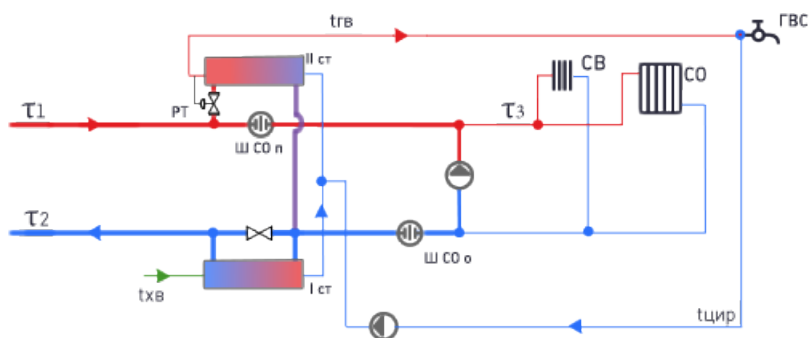 tгв
ГВС
II ст
СВ
СО
τ1
РТ
τ3
Ш СО п
τ2
Ш СО о
I ст
tхв
tцир